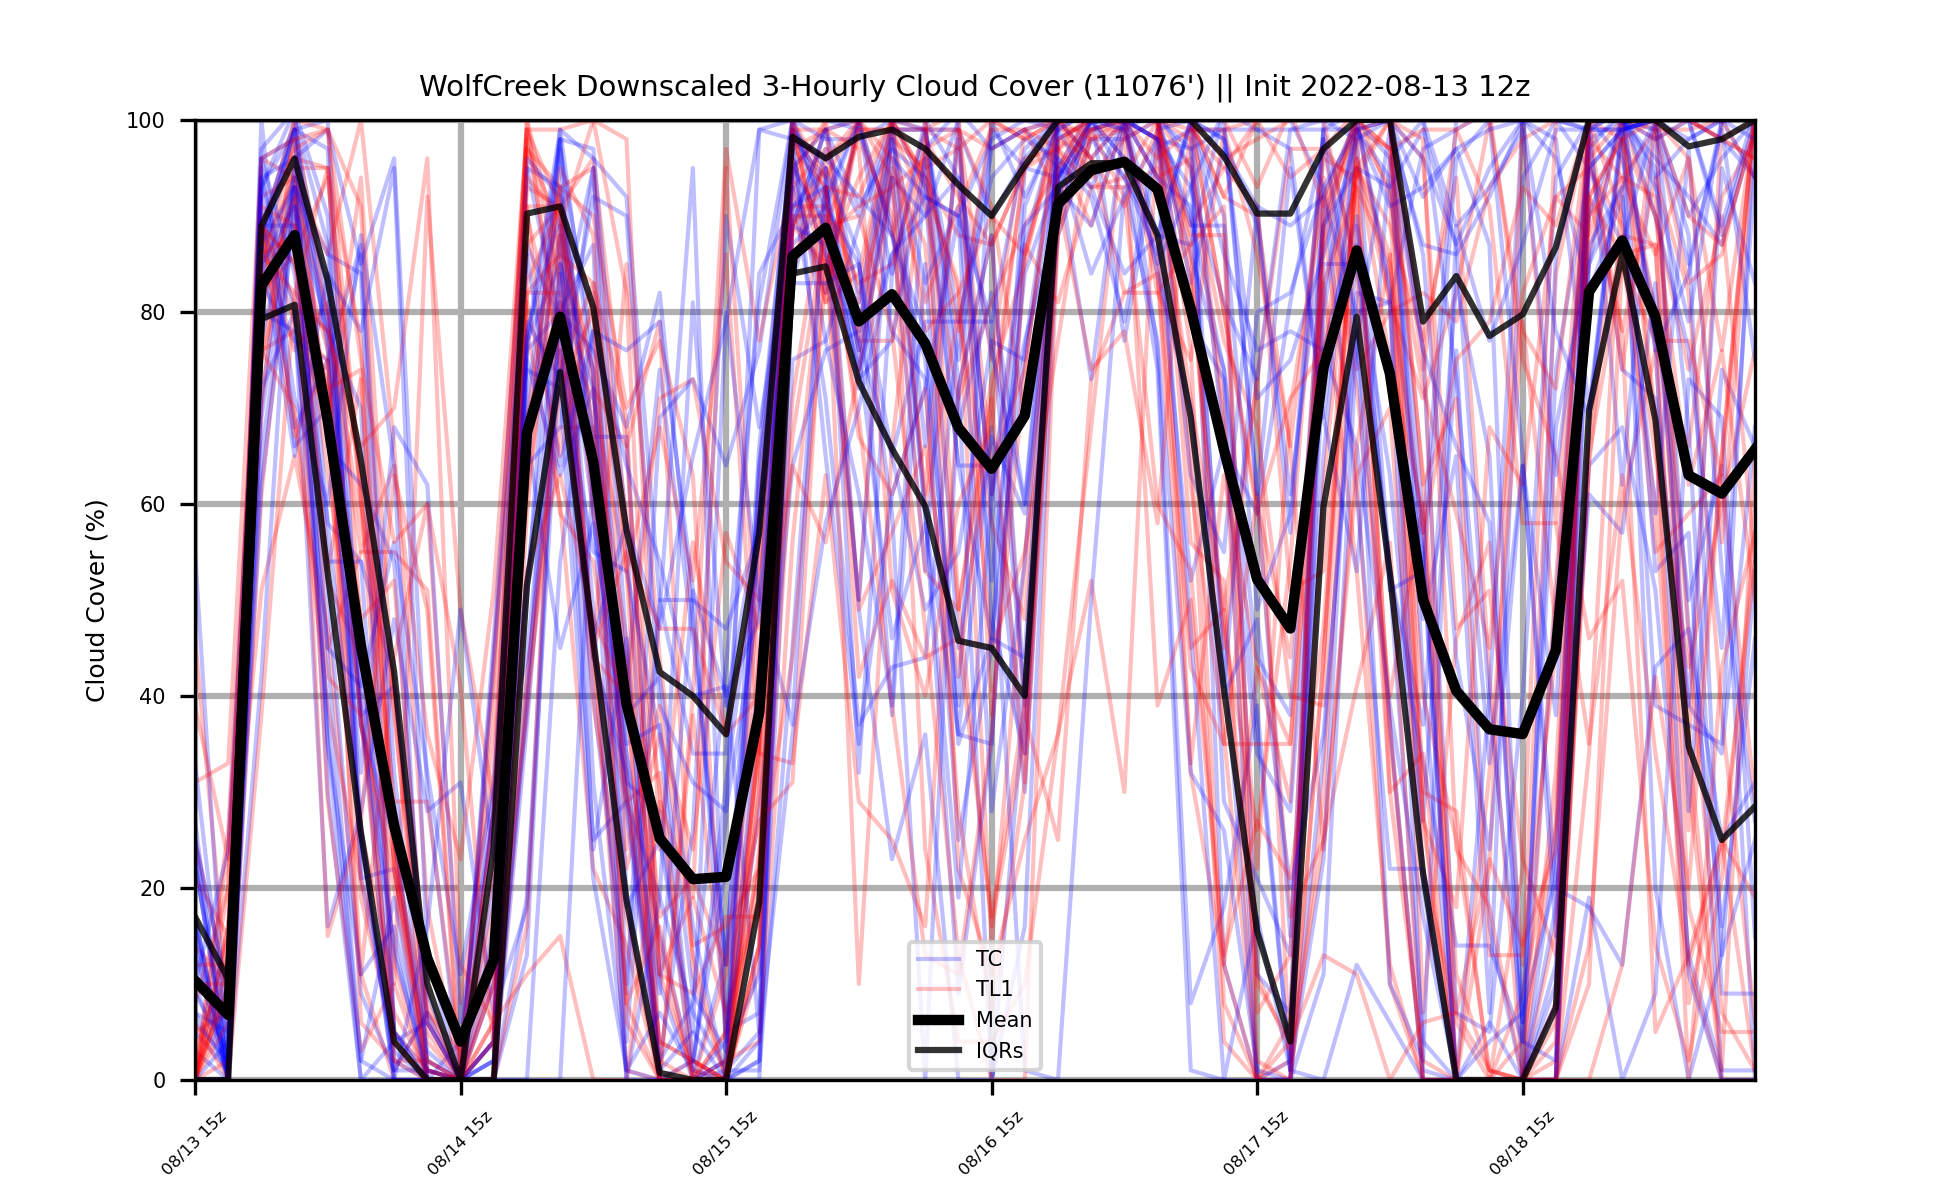 WolfCreek Downscaled 3-Hourly Cloud Cover (11076') || Init 2022-08-13 12z
Cloud Cover (%)
100
80
60
40
20
0
TC
TL1
Mean
IQRs
08/13 15z
08/14 15z
08/15 15z
08/16 15z
08/17 15z
08/18 15z